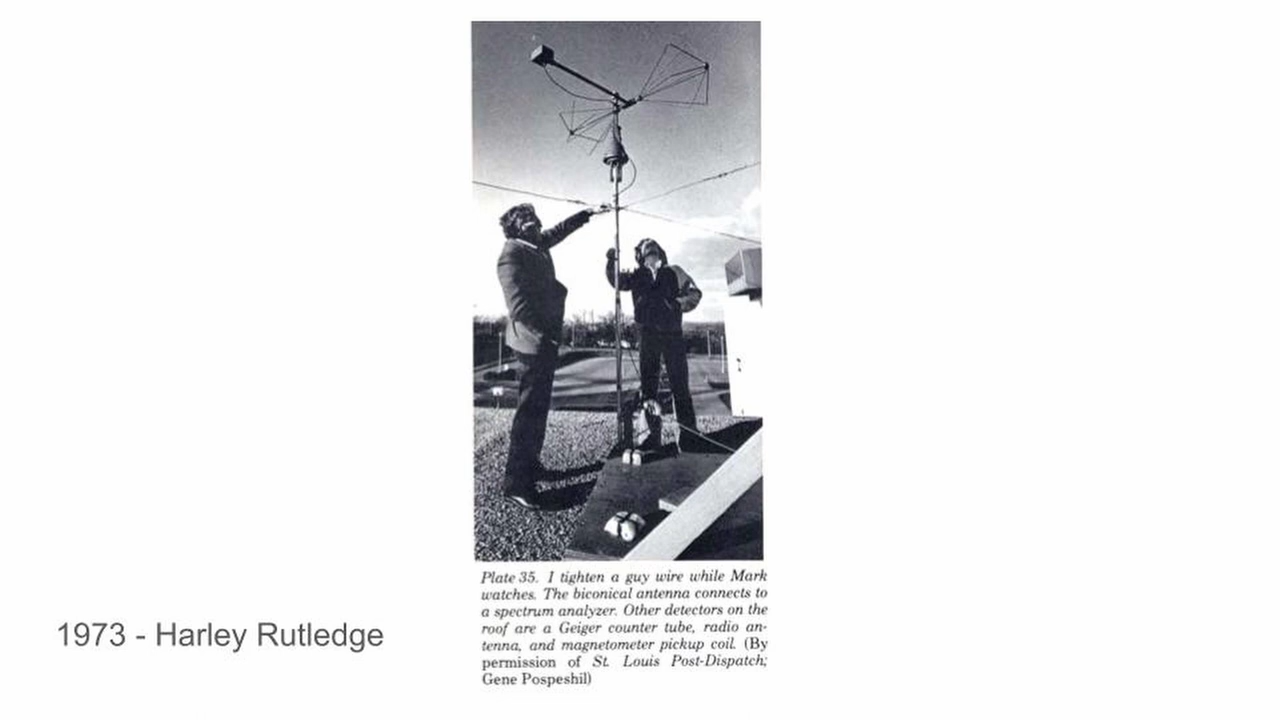 Plate 35. I tighten a guy wire while Mark
watches. The biconical antenna connects to
a spectrum analyzer. Other detectors on the
roof are a Geiger counter tube, radio an-
tenna, and magnetometer pickup coil. (By
permission of St. Louis Post-Dispatch;
Gene Pospeshil)
1973 - Harley Rutledge